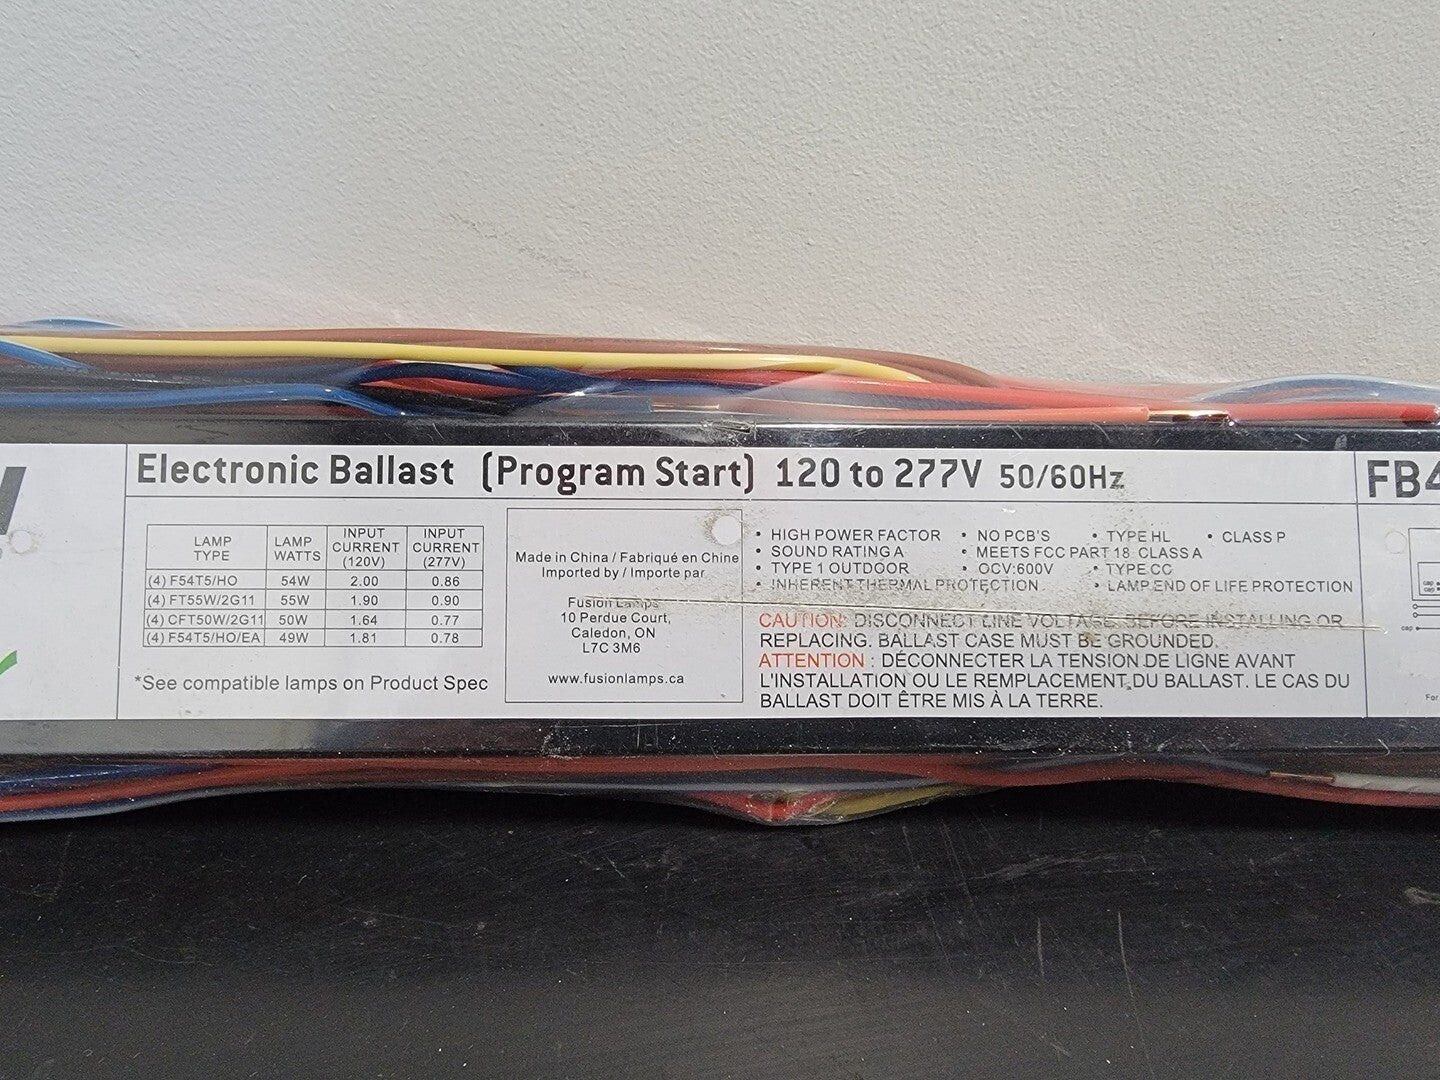 Electronic Ballast (Program Start) 120 to 277V 50/60Hz
FB4
LAMP TYPE LAMP WATTS INPUT CURRENT (120V) INPUT CURRENT (277V)
(4) F54T5/HO 54W 2.00 0.86
(4) FT55W/2G11 55W 1.90 0.90
(4) CFT50W/2G11 50W 1.64 0.77
(4) F54T5/HO/EA 49W 1.81 0.78
*See compatible lamps on Product Spec
Made in China / Fabriqué en Chine
Imported by / Importe par
Fusion Lamps
10 Perdue Court,
Caledon, ON
L7C 3M6
www.fusionlamps.ca
• HIGH POWER FACTOR • NO PCB'S • TYPE HL • CLASS P
• SOUND RATING A • MEETS FCC PART 18 CLASS A
• TYPE 1 OUTDOOR • OCV:600V • TYPE CC
• INHERENT THERMAL PROTECTION • LAMP END OF LIFE PROTECTION
CAUTION: DISCONNECT LINE VOLTAGE BEFORE INSTALLING OR
REPLACING. BALLAST CASE MUST BE GROUNDED.
ATTENTION : DÉCONNECTER LA TENSION DE LIGNE AVANT
L'INSTALLATION OU LE REMPLACEMENT DU BALLAST. LE CAS DU
BALLAST DOIT ÊTRE MIS À LA TERRE.
cap
cap
cap
For